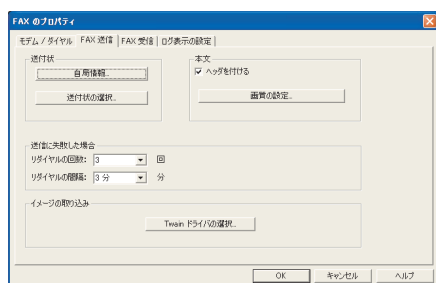 FAX のプロパティ
モデム / ダイヤル FAX 送信 FAX 受信 ログ表示の設定
送付状
自局情報...
送付状の選択...
本文
ヘッダを付ける
画質の設定...
送信に失敗した場合
リダイヤルの回数: 3 回
リダイヤルの間隔: 3 分 分
イメージの取り込み
Twain ドライバの選択...
OK キャンセル ヘルプ